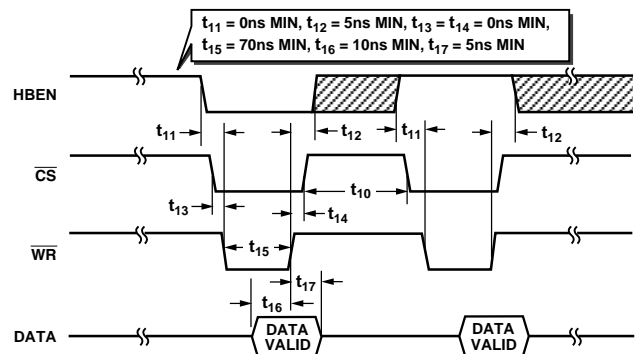 t11 = 0ns MIN, t12 = 5ns MIN, t13 = t14 = 0ns MIN,
t15 = 70ns MIN, t16 = 10ns MIN, t17 = 5ns MIN
HBEN
t11
t12
t11
t12
CS
t13
t14
t10
WR
t15
t17
t16
DATA
DATA VALID
DATA VALID